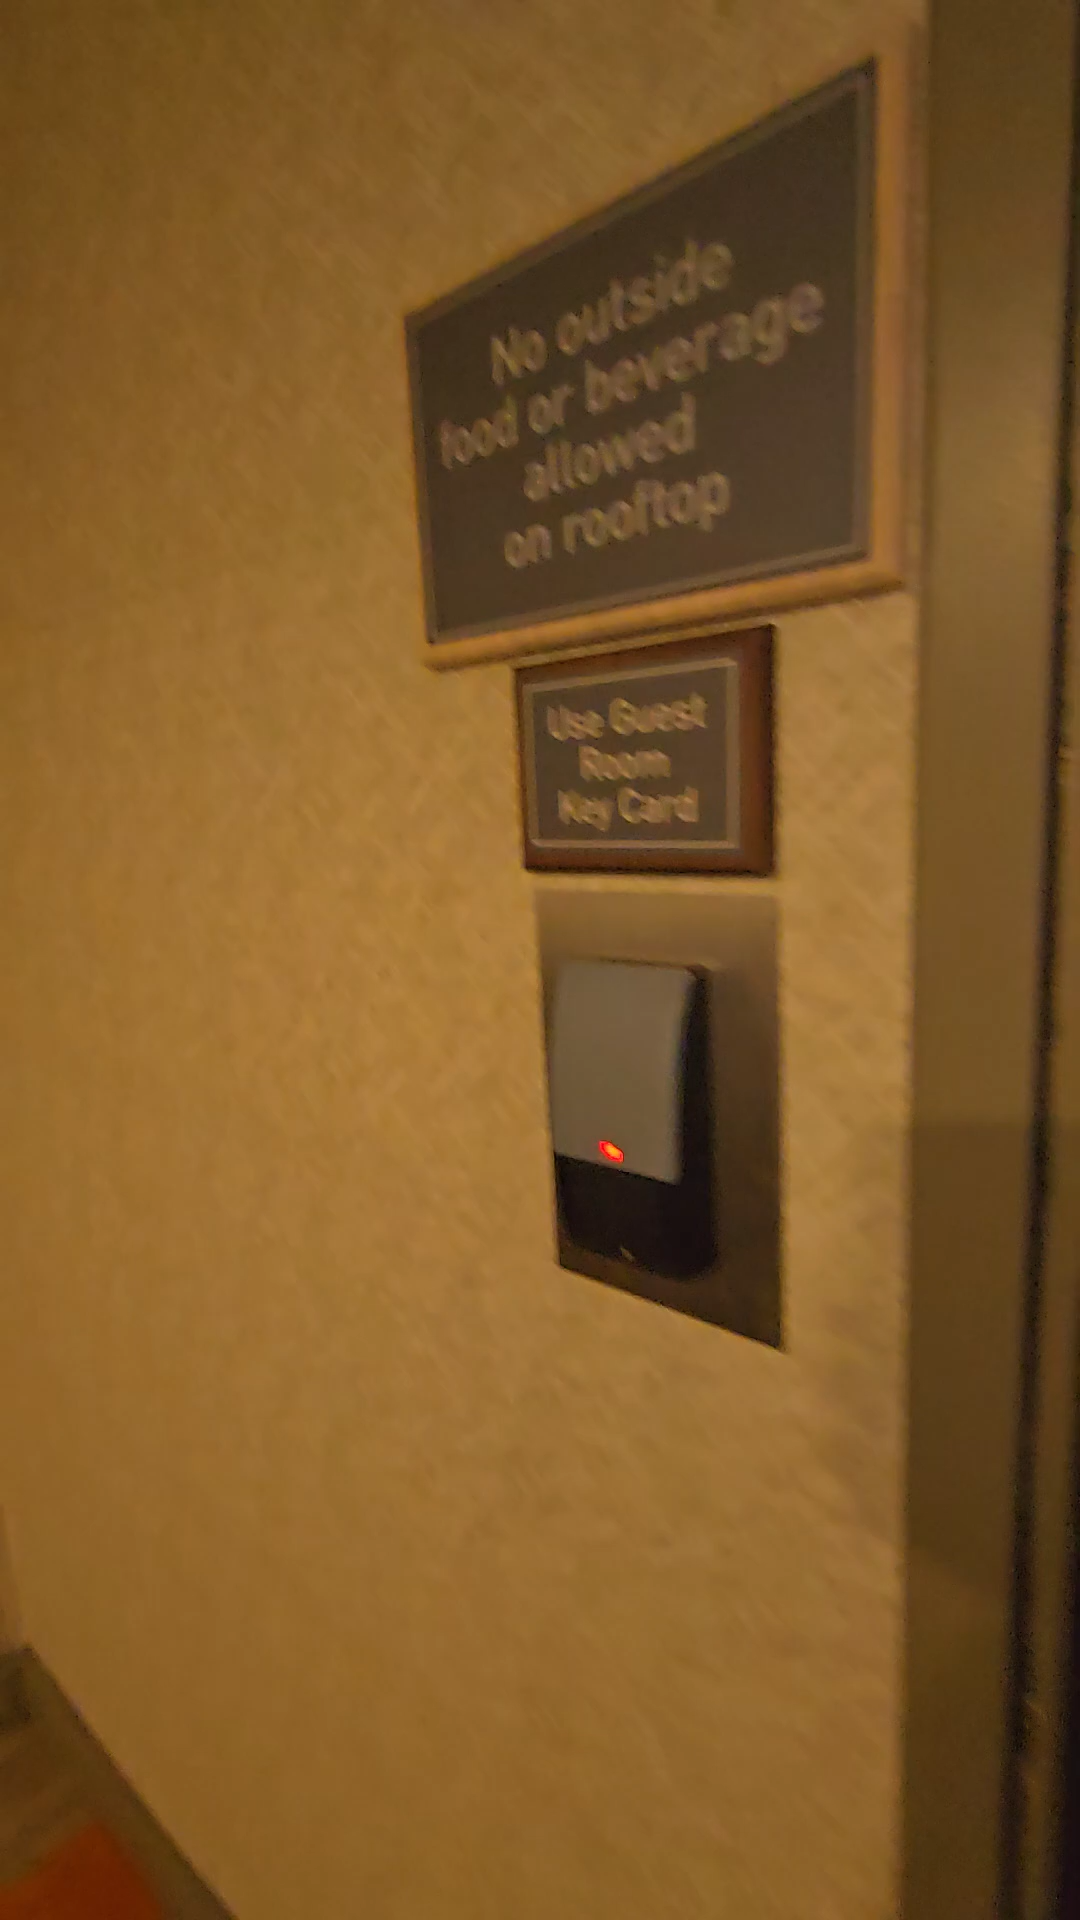 No outside
food or beverage
allowed
on rooftop
Use Guest
Room
Key Card